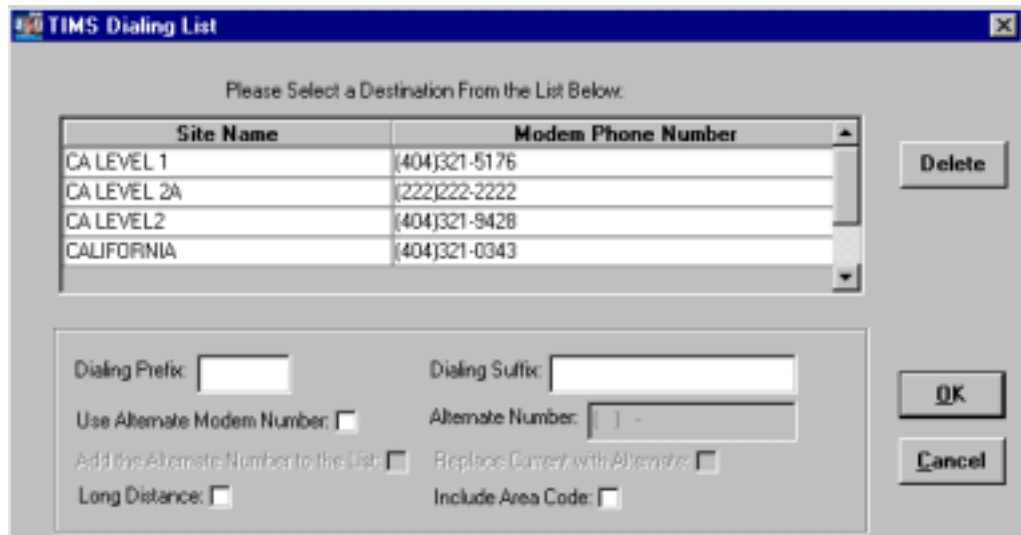 TIMS Dialing List
Please Select a Destination From the List Below:
Site Name Modem Phone Number
CA LEVEL 1 (404)321-5176
CA LEVEL 2A (222)222-2222
CA LEVEL2 (404)321-9428
CALIFORNIA (404)321-0343
Delete
Dialing Prefix: Dialing Suffix:
Use Alternate Modem Number: Alternate Number: ( ) -
Add the Alternate Number to the List: Replace Current with Alternate:
Long Distance: Include Area Code:
OK
Cancel